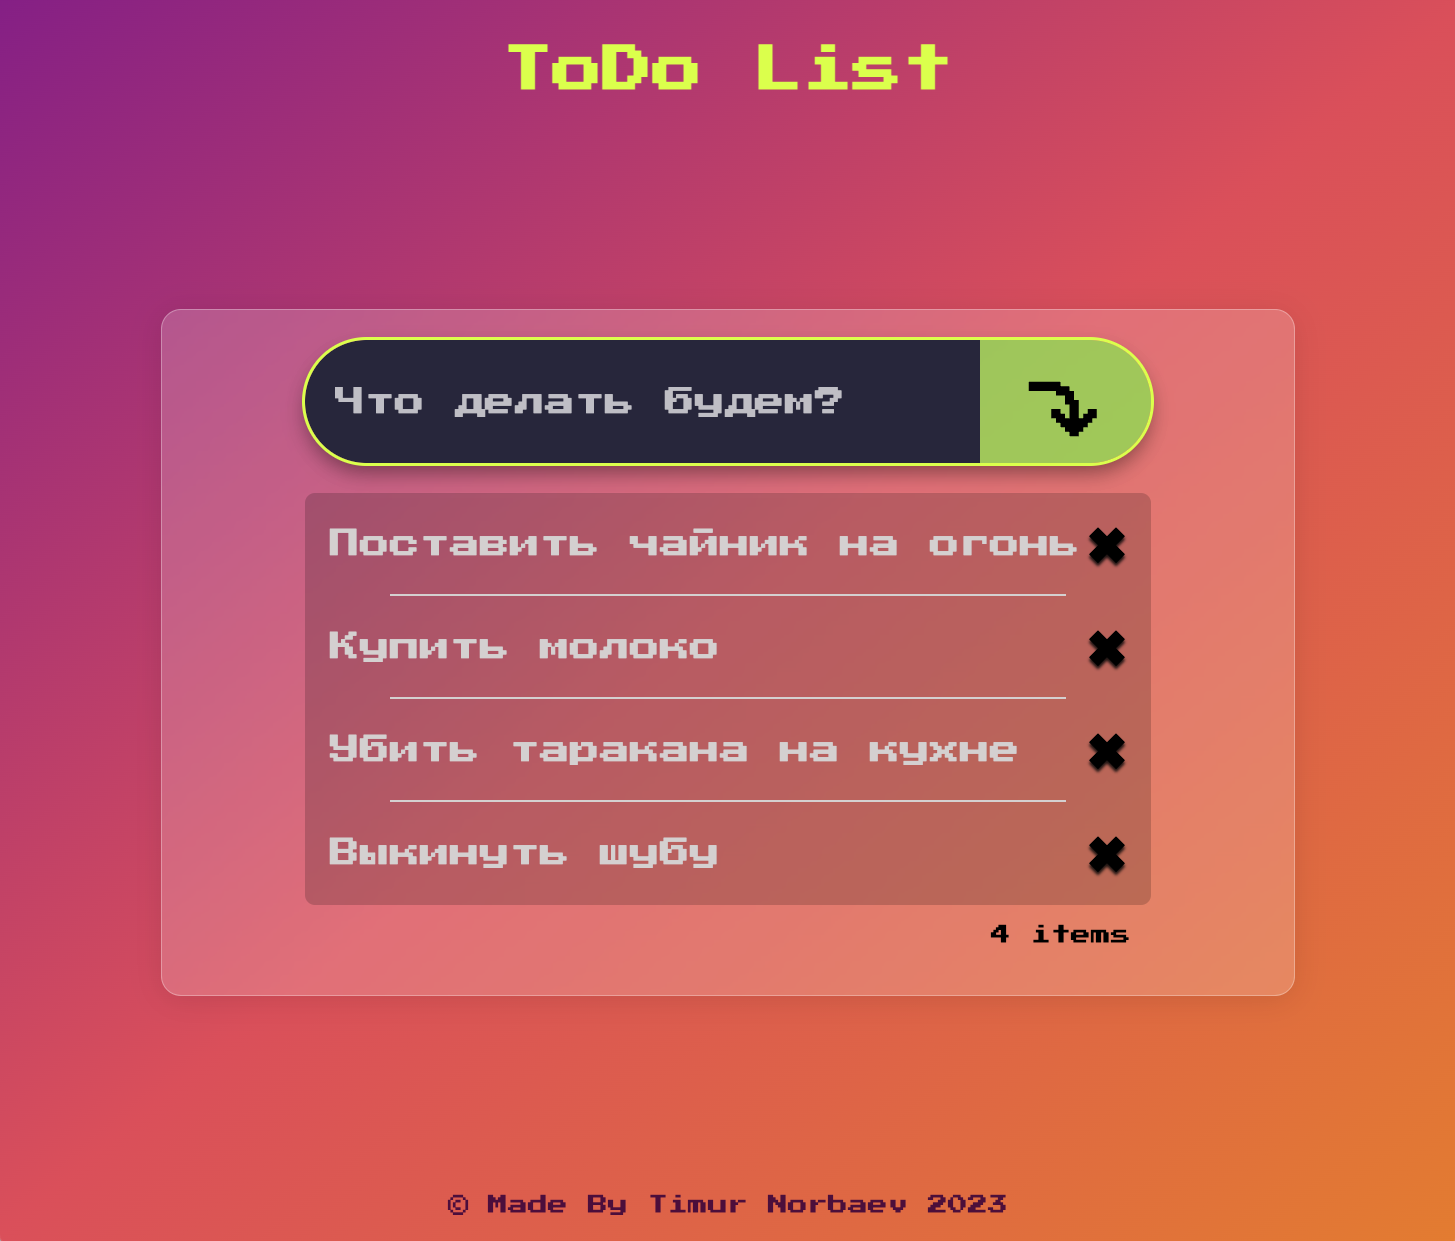 ToDo List
Что делать будем?
Поставить чайник на огонь
Купить молоко
Убить таракана на кухне
Выкинуть шубу
4 items
© Made By Timur Norbaev 2023